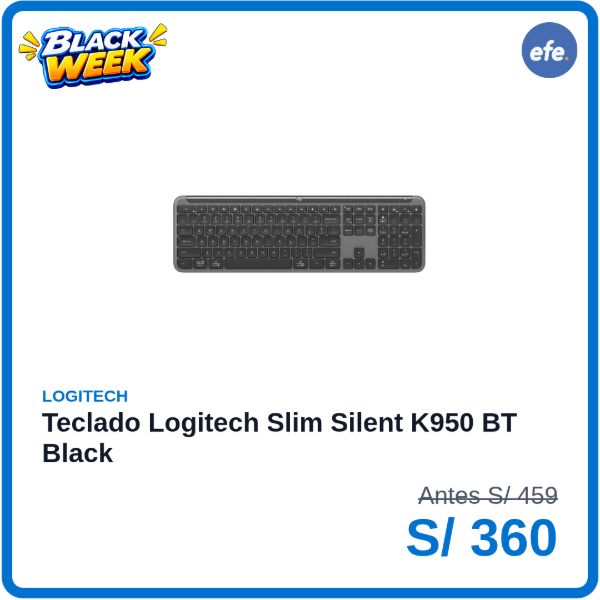 BLACK
WEEK
efe.
LOGITECH
Teclado Logitech Slim Silent K950 BT
Black
Antes S/ 459
S/ 360